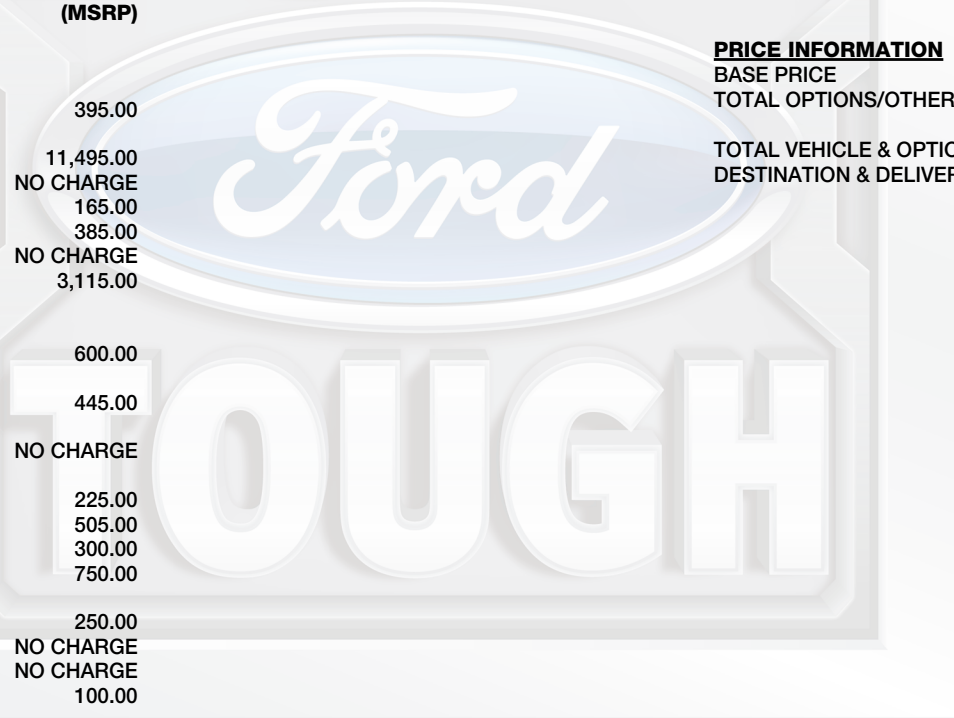 (MSRP)
395.00
11,495.00
NO CHARGE
165.00
385.00
NO CHARGE
3,115.00
600.00
445.00
NO CHARGE
225.00
505.00
300.00
750.00
250.00
NO CHARGE
NO CHARGE
100.00
PRICE INFORMATION
BASE PRICE
TOTAL OPTIONS/OTHER
TOTAL VEHICLE & OPTIO
DESTINATION & DELIVER
Ford
TOUGH